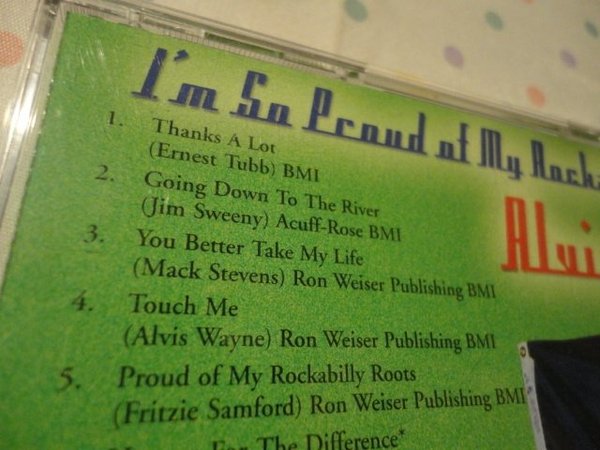 I'm So Proud of My Rock
Alvi
1. Thanks A Lot
(Ernest Tubb) BMI
2. Going Down To The River
(Jim Sweeny) Acuff-Rose BMI
3. You Better Take My Life
(Mack Stevens) Ron Weiser Publishing BMI
4. Touch Me
(Alvis Wayne) Ron Weiser Publishing BMI
5. Proud of My Rockabilly Roots
(Fritzie Samford) Ron Weiser Publishing BMI
For The Difference*